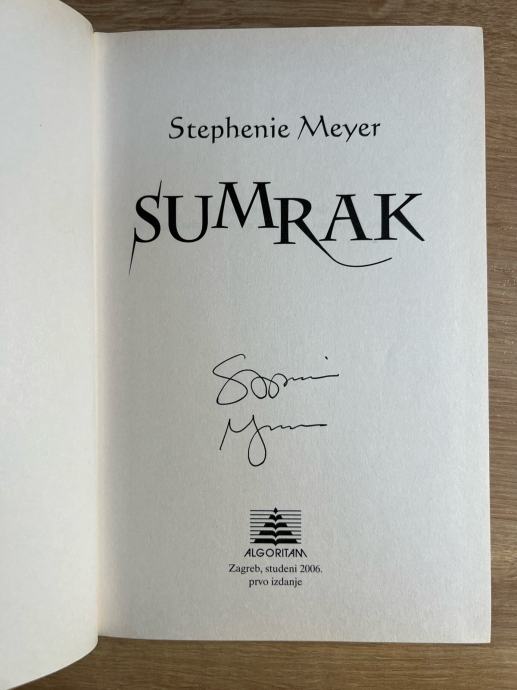 Stephenie Meyer
SUMRAK
ALGORITAM
Zagreb, studeni 2006.
prvo izdanje